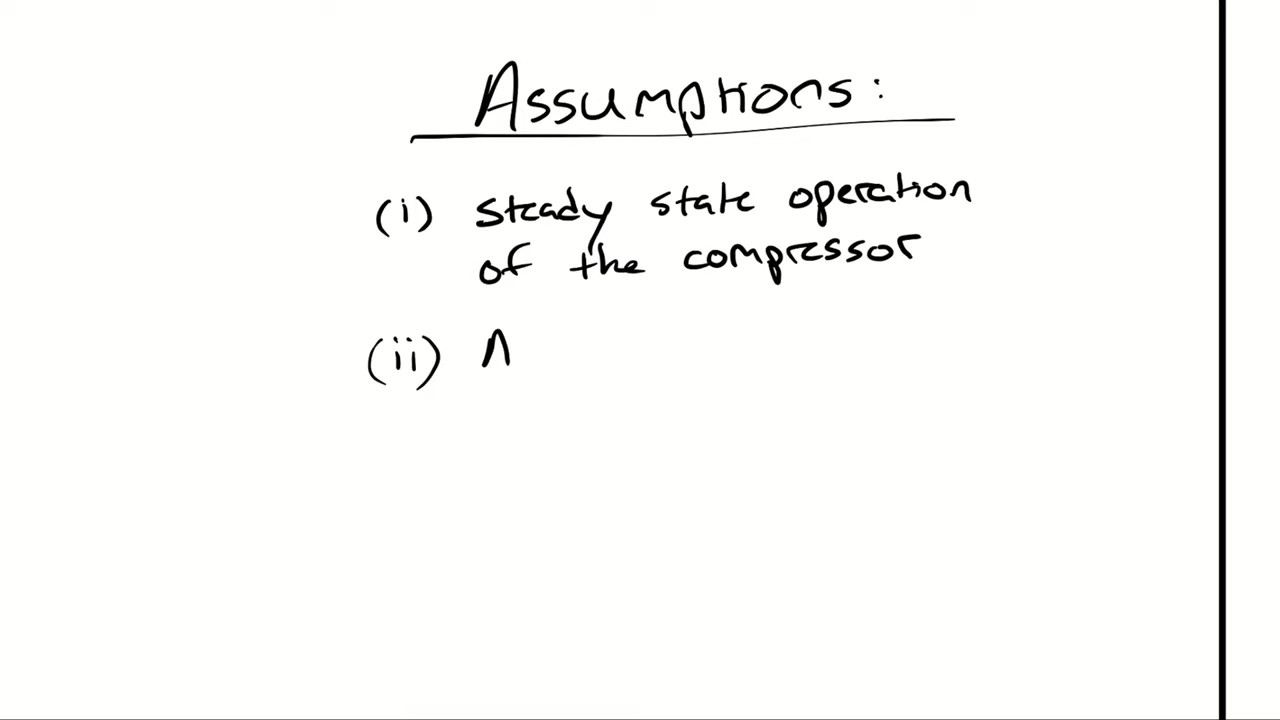 Assumptions:
(i) steady state operation
of the compressor
(ii)